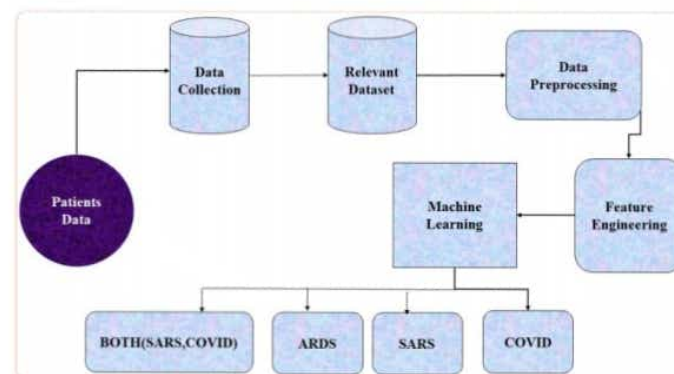 Data
Collection
Relevant
Dataset
Data
Preprocessing
Patients
Data
Machine
Learning
Feature
Engineering
BOTH(SARS,COVID)
ARDS
SARS
COVID